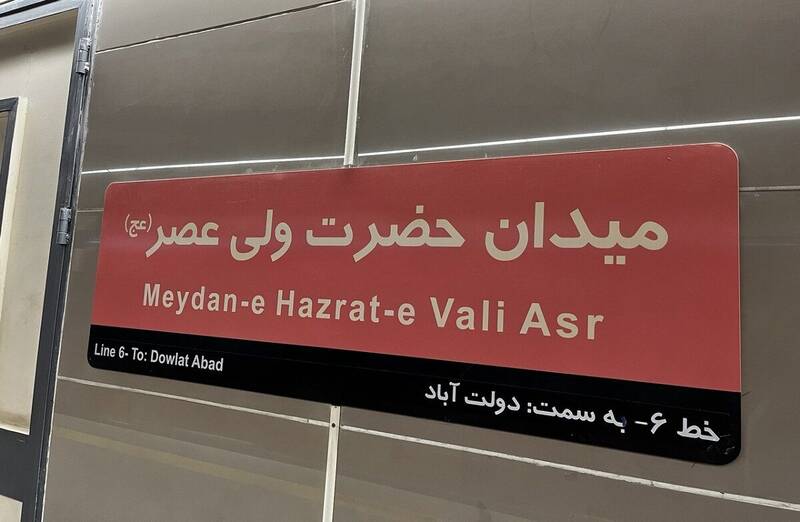 میدان حضرت ولی عصر (عج)
Meydan-e Hazrat-e Vali Asr
Line 6- To: Dowlat Abad
خط ۶- به سمت: دولت آباد